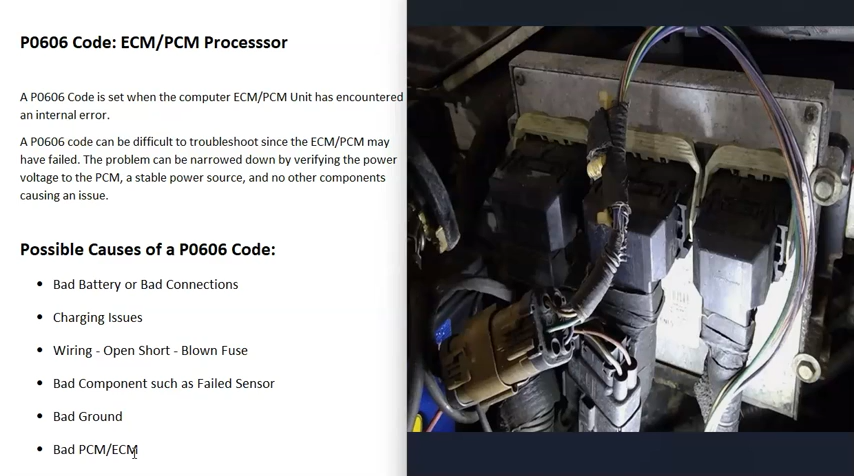 P0606 Code: ECM/PCM Processsor
A P0606 Code is set when the computer ECM/PCM Unit has encountered
an internal error.
A P0606 code can be difficult to troubleshoot since the ECM/PCM may
have failed. The problem can be narrowed down by verifying the power
voltage to the PCM, a stable power source, and no other components
causing an issue.
Possible Causes of a P0606 Code:
• Bad Battery or Bad Connections
• Charging Issues
• Wiring - Open Short - Blown Fuse
• Bad Component such as Failed Sensor
• Bad Ground
• Bad PCM/ECM